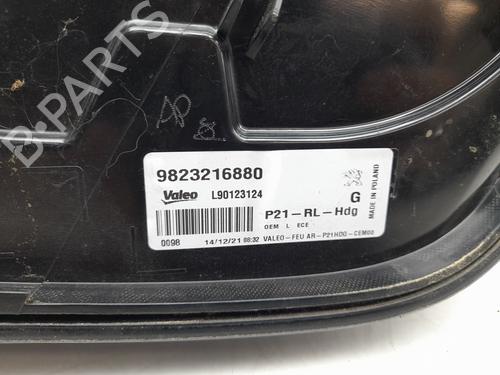 9823216880
Valeo L90123124 G
P21-RL-Hdg
OEM L ECE
MADE IN POLAND
0098 14/12/21 08:32 VALEO-FEU AR-P21HDG-CEM00
B-PARTS